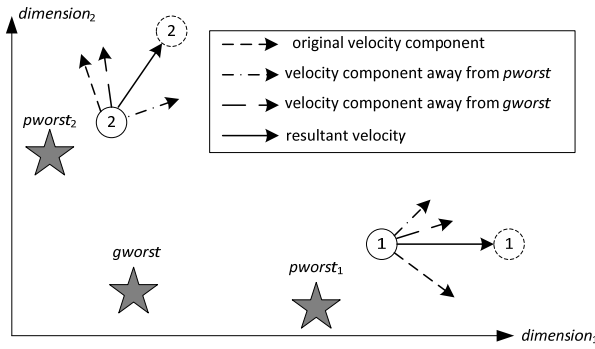 dimension2
2
original velocity component
velocity component away from pworst
velocity component away from gworst
resultant velocity
2
pworst2
1
1
gworst
pworst1
dimension1